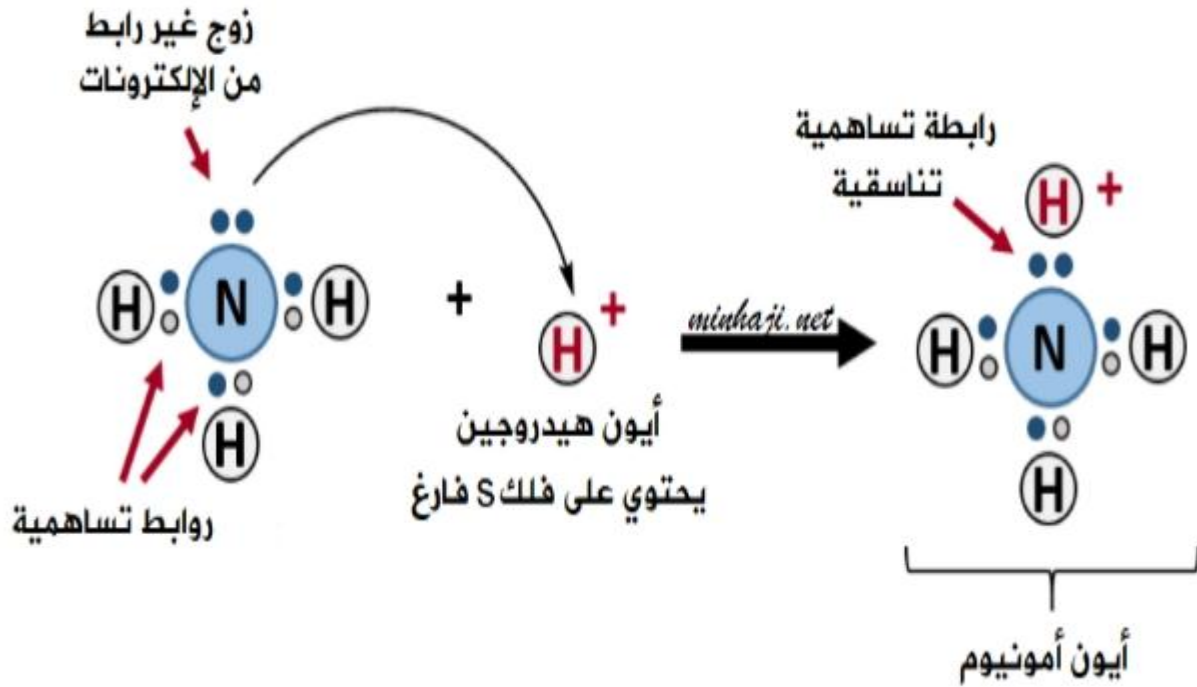 زوج غير رابط
من الإلكترونات
H N H
H
روابط تساهمية
+
H +
أيون هيدروجين
يحتوي على فلك S فارغ
minhaji.net
رابطة تساهمية
تناسقية
H +
H N H
H
أيون أمونيوم